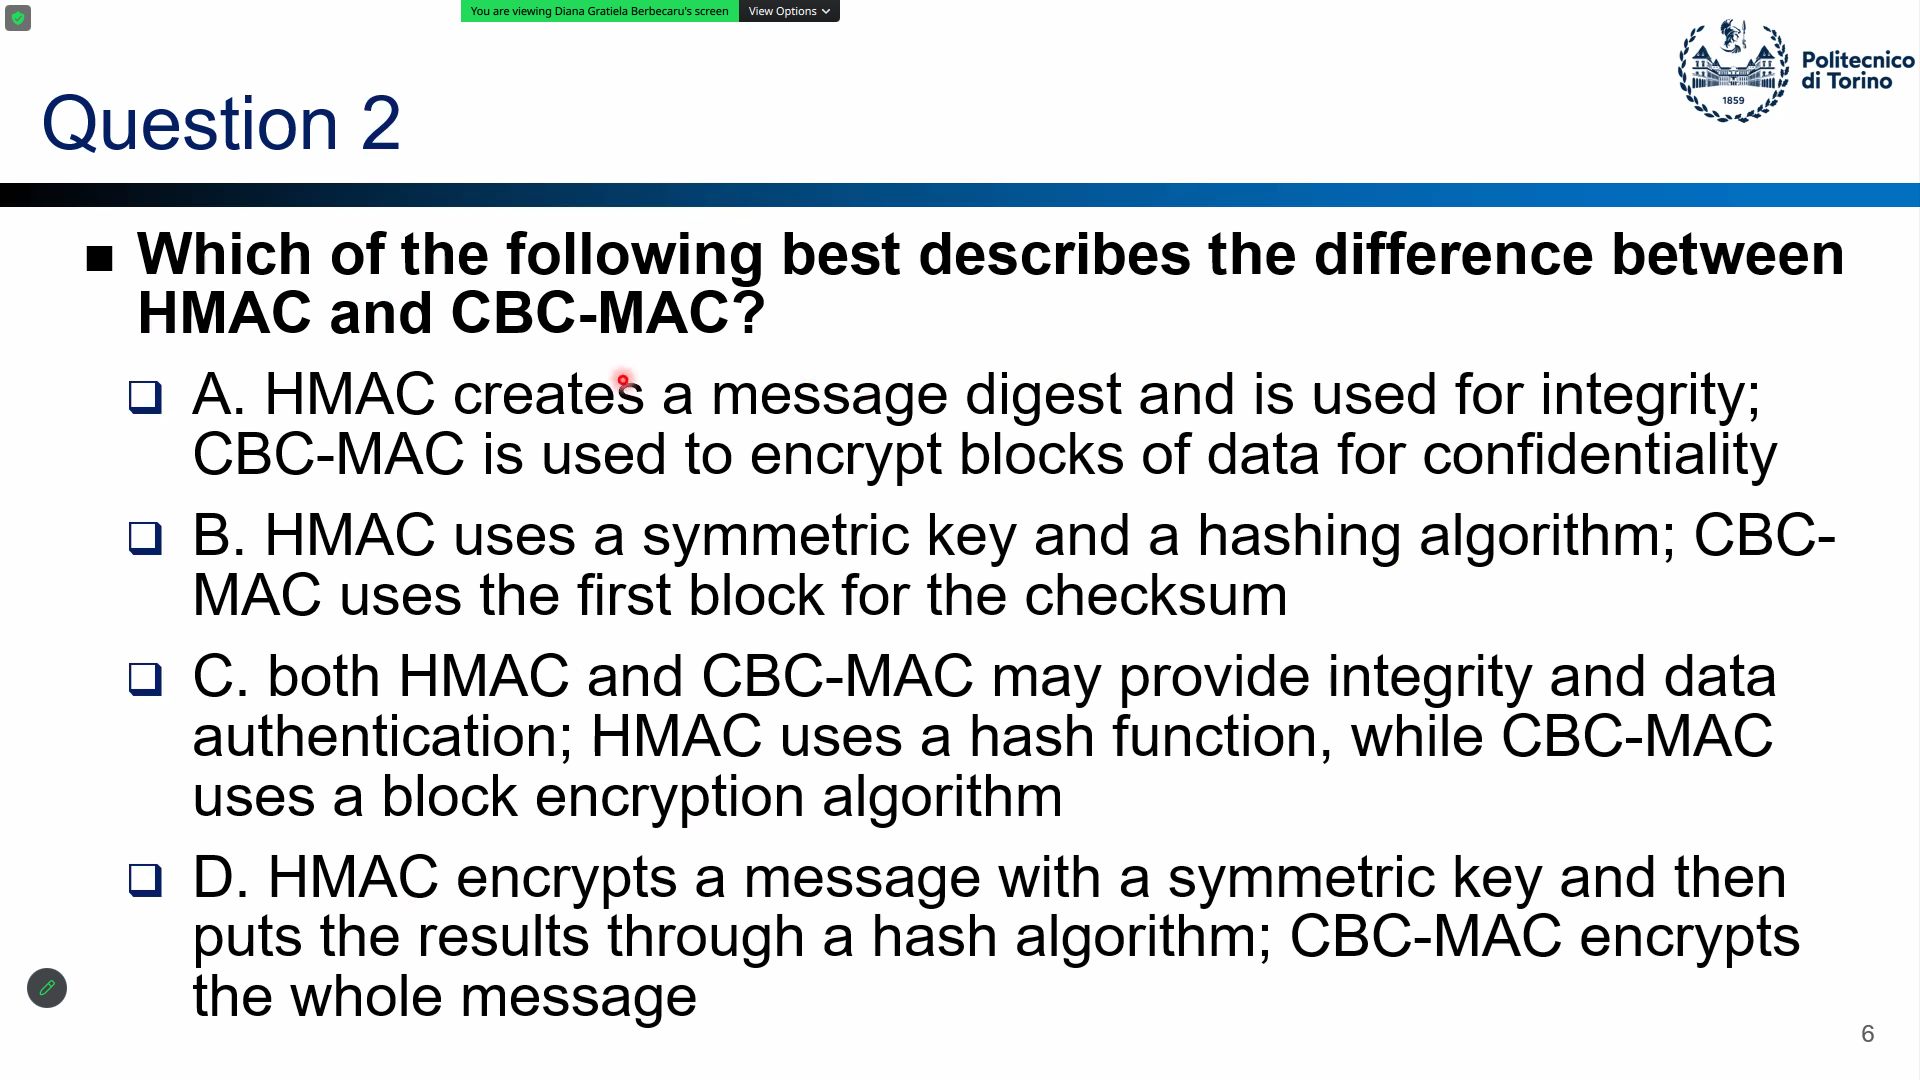 You are viewing Diana Gratiela Berbecaru's screen
View Options
Politecnico
di Torino
1859
Question 2
Which of the following best describes the difference between
HMAC and CBC-MAC?
A. HMAC creates a message digest and is used for integrity;
CBC-MAC is used to encrypt blocks of data for confidentiality
B. HMAC uses a symmetric key and a hashing algorithm; CBC-
MAC uses the first block for the checksum
C. both HMAC and CBC-MAC may provide integrity and data
authentication; HMAC uses a hash function, while CBC-MAC
uses a block encryption algorithm
D. HMAC encrypts a message with a symmetric key and then
puts the results through a hash algorithm; CBC-MAC encrypts
the whole message
6